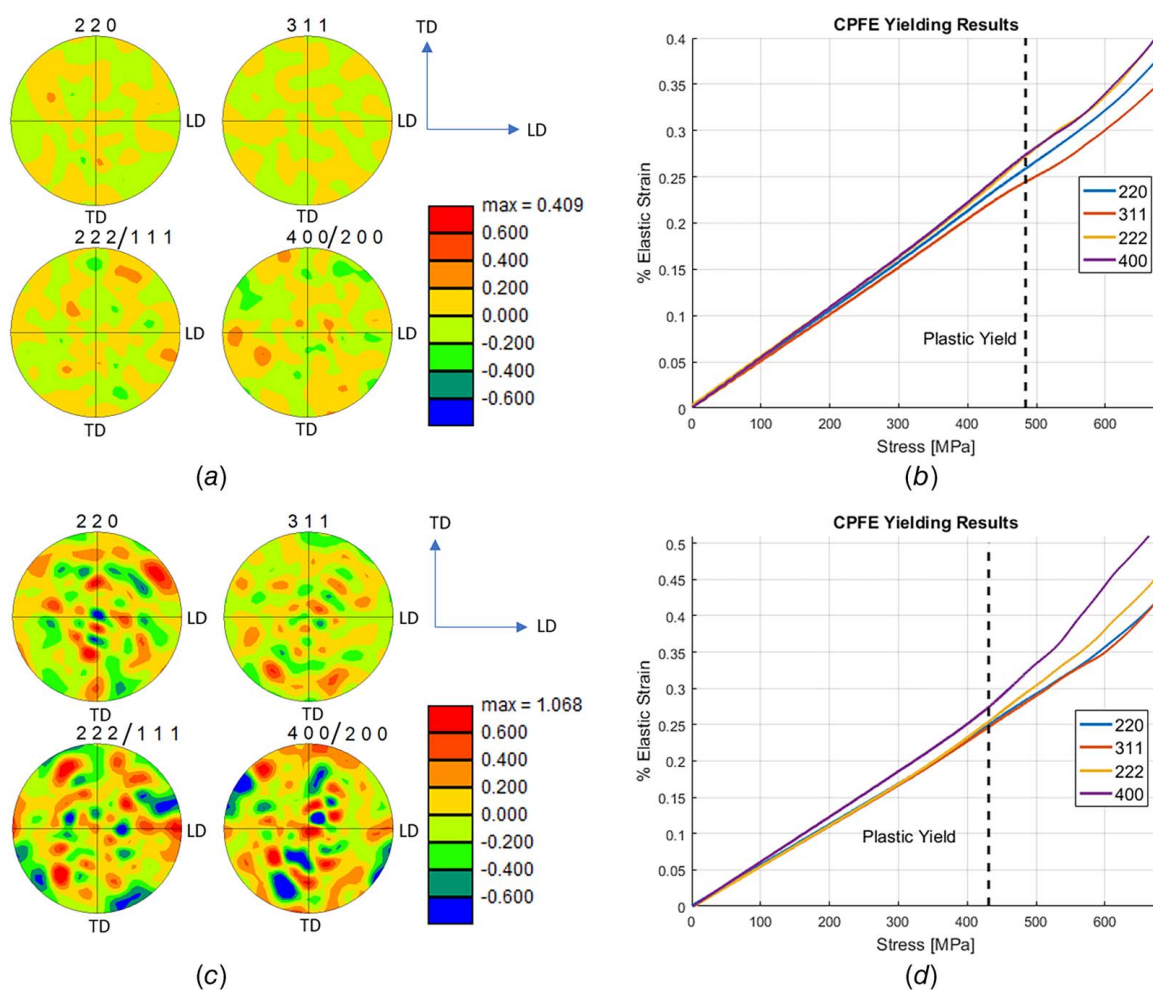 2 2 0
3 1 1
TD
LD
LD
LD
TD
TD
2 2 2/1 1 1
4 0 0/2 0 0
LD
LD
TD
TD
max = 0.409
0.600
0.400
0.200
0.000
-0.200
-0.400
-0.600
(a)
CPFE Yielding Results
0.4
0.35
0.3
0.25
0.2
0.15
0.1
0.05
0
% Elastic Strain
Plastic Yield
220
311
222
400
0 100 200 300 400 500 600
Stress [MPa]
(b)
2 2 0
3 1 1
TD
LD
LD
LD
TD
TD
2 2 2/1 1 1
4 0 0/2 0 0
LD
LD
TD
TD
max = 1.068
0.600
0.400
0.200
0.000
-0.200
-0.400
-0.600
(c)
CPFE Yielding Results
0.5
0.45
0.4
0.35
0.3
0.25
0.2
0.15
0.1
0.05
0
% Elastic Strain
Plastic Yield
220
311
222
400
0 100 200 300 400 500 600
Stress [MPa]
(d)